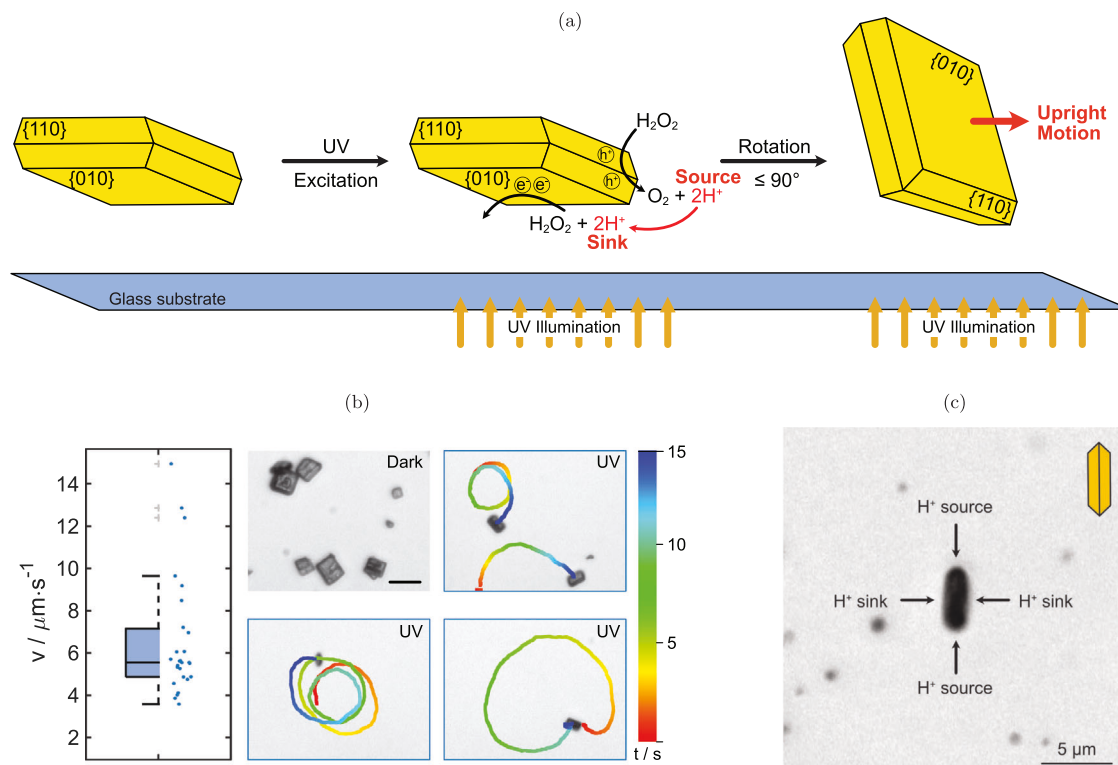 (a)
{110}
{010}
UV
Excitation
{110}
{010}
e⁻ e⁻
h⁺
h⁺
H₂O₂
Source
O₂ + 2H⁺
H₂O₂ + 2H⁺
Sink
Rotation
≤ 90°
{010}
{110}
Upright
Motion
Glass substrate
UV Illumination
UV Illumination
(b)
v / μm·s⁻¹
14
12
10
8
6
4
2
Dark
UV
UV
UV
15
10
5
t / s
(c)
H⁺ source
H⁺ sink
H⁺ sink
H⁺ source
5 μm